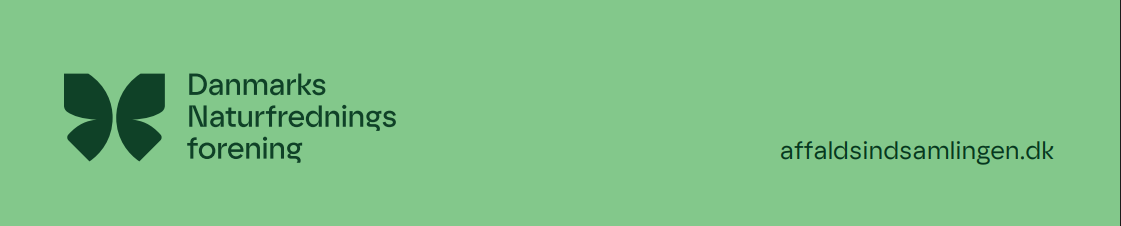 Danmarks
Naturfrednings
forening
affaldsindsamlingen.dk